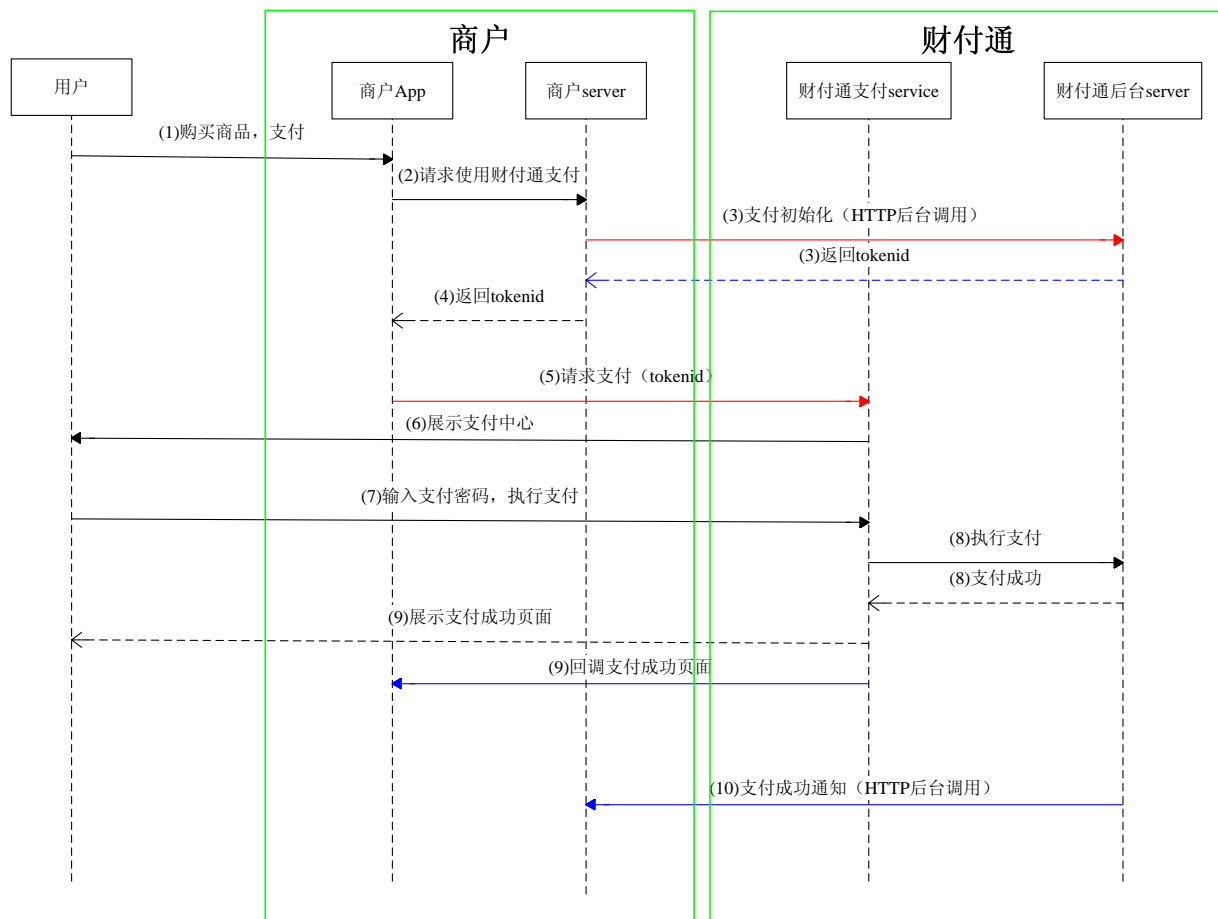 商户
财付通
用户
商户App
商户server
财付通支付service
财付通后台server
(1)购买商品，支付
(2)请求使用财付通支付
(3)支付初始化（HTTP后台调用）
(3)返回tokenid
(4)返回tokenid
(5)请求支付（tokenid）
(6)展示支付中心
(7)输入支付密码，执行支付
(8)执行支付
(8)支付成功
(9)展示支付成功页面
(9)回调支付成功页面
(10)支付成功通知（HTTP后台调用）